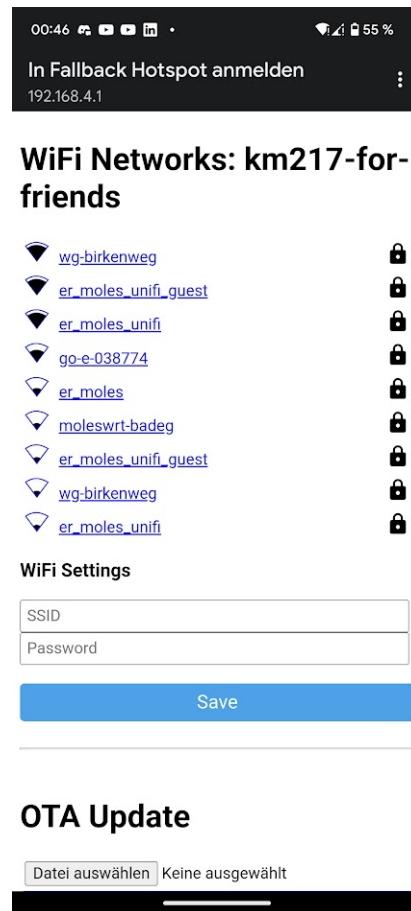 00:46 55 %
In Fallback Hotspot anmelden
192.168.4.1
WiFi Networks: km217-for-
friends
wg-birkenweg
er_moles_unifi_guest
er_moles_unifi
go-e-038774
er_moles
moleswrt-badeg
er_moles_unifi_guest
wg-birkenweg
er_moles_unifi
WiFi Settings
SSID
Password
Save
OTA Update
Datei auswählen Keine ausgewählt